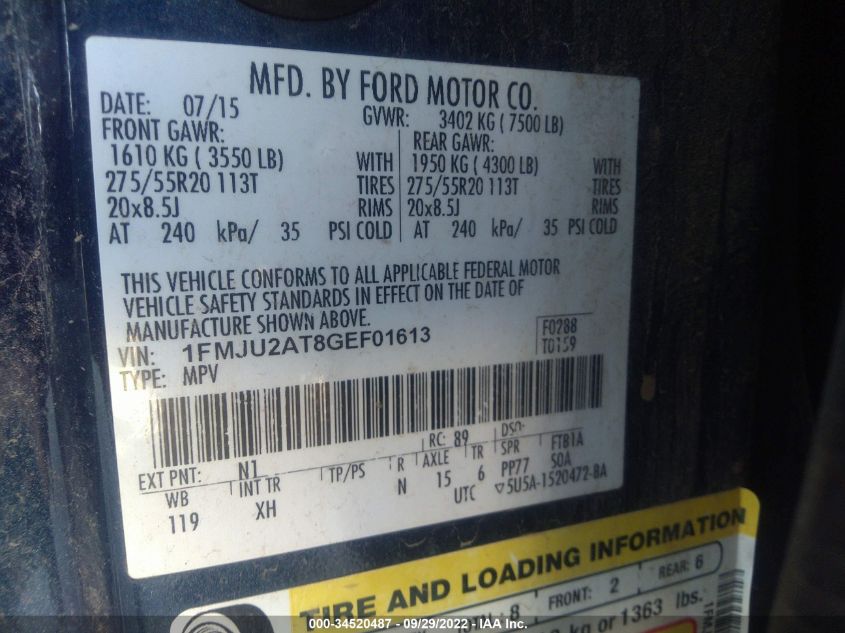 MFD. BY FORD MOTOR CO.
DATE: 07/15 GVWR: 3402 KG ( 7500 LB)
FRONT GAWR: REAR GAWR:
1610 KG ( 3550 LB) WITH 1950 KG ( 4300 LB) WITH
275/55R20 113T TIRES 275/55R20 113T TIRES
20x8.5J RIMS 20x8.5J RIMS
AT 240 kPa/ 35 PSI COLD AT 240 kPa/ 35 PSI COLD
THIS VEHICLE CONFORMS TO ALL APPLICABLE FEDERAL MOTOR
VEHICLE SAFETY STANDARDS IN EFFECT ON THE DATE OF
MANUFACTURE SHOWN ABOVE.
VIN: 1FMJU2AT8GEF01613 F0288
TYPE: MPV T0159
EXT PNT: N1 RC: 89 DSO:
WB INT TR TP/PS R AXLE TR SPR FTB1A
119 XH N 15 6 PP77 SOA
UTC ▽5U5A-1520472-BA
TIRE AND LOADING INFORMATION
8 FRONT: 2 REAR: 6
kg or 1363 lbs.
000-34520487 - 09/29/2022 - IAA Inc.